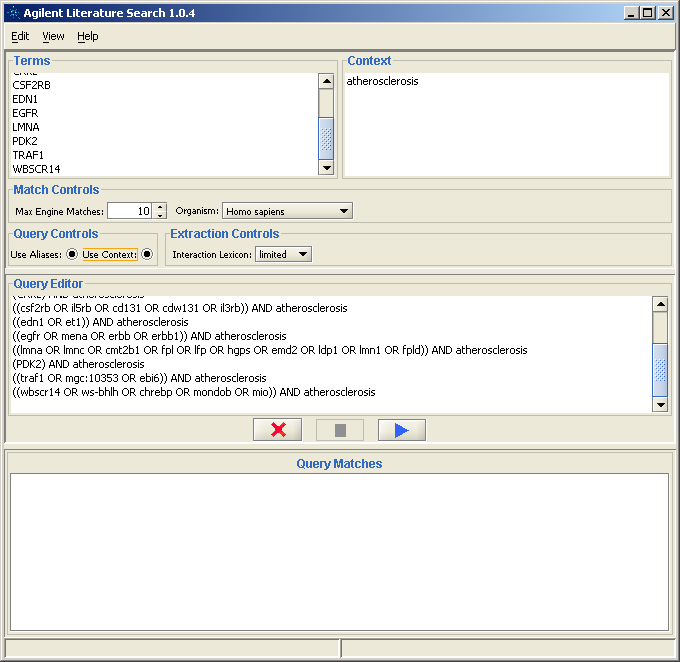 Agilent Literature Search 1.0.4
Edit View Help
Terms
CSF2RB
EDN1
EGFR
LMNA
PDK2
TRAF1
WBSCR14
Context
atherosclerosis
Match Controls
Max Engine Matches: 10 Organism: Homo sapiens
Query Controls
Use Aliases: Use Context:
Extraction Controls
Interaction Lexicon: limited
Query Editor
((csf2rb OR il5rb OR cd131 OR cdw131 OR il3rb)) AND atherosclerosis
((edn1 OR et1)) AND atherosclerosis
((egfr OR mena OR erbb OR erbb1)) AND atherosclerosis
((lmna OR lmnc OR cmt2b1 OR fpl OR lfp OR hgps OR emd2 OR ldp1 OR lmn1 OR fpld)) AND atherosclerosis
(PDK2) AND atherosclerosis
((traf1 OR mgc:10353 OR ebi6)) AND atherosclerosis
((wbscr14 OR ws-bhlh OR chrebp OR mondob OR mio)) AND atherosclerosis
Query Matches